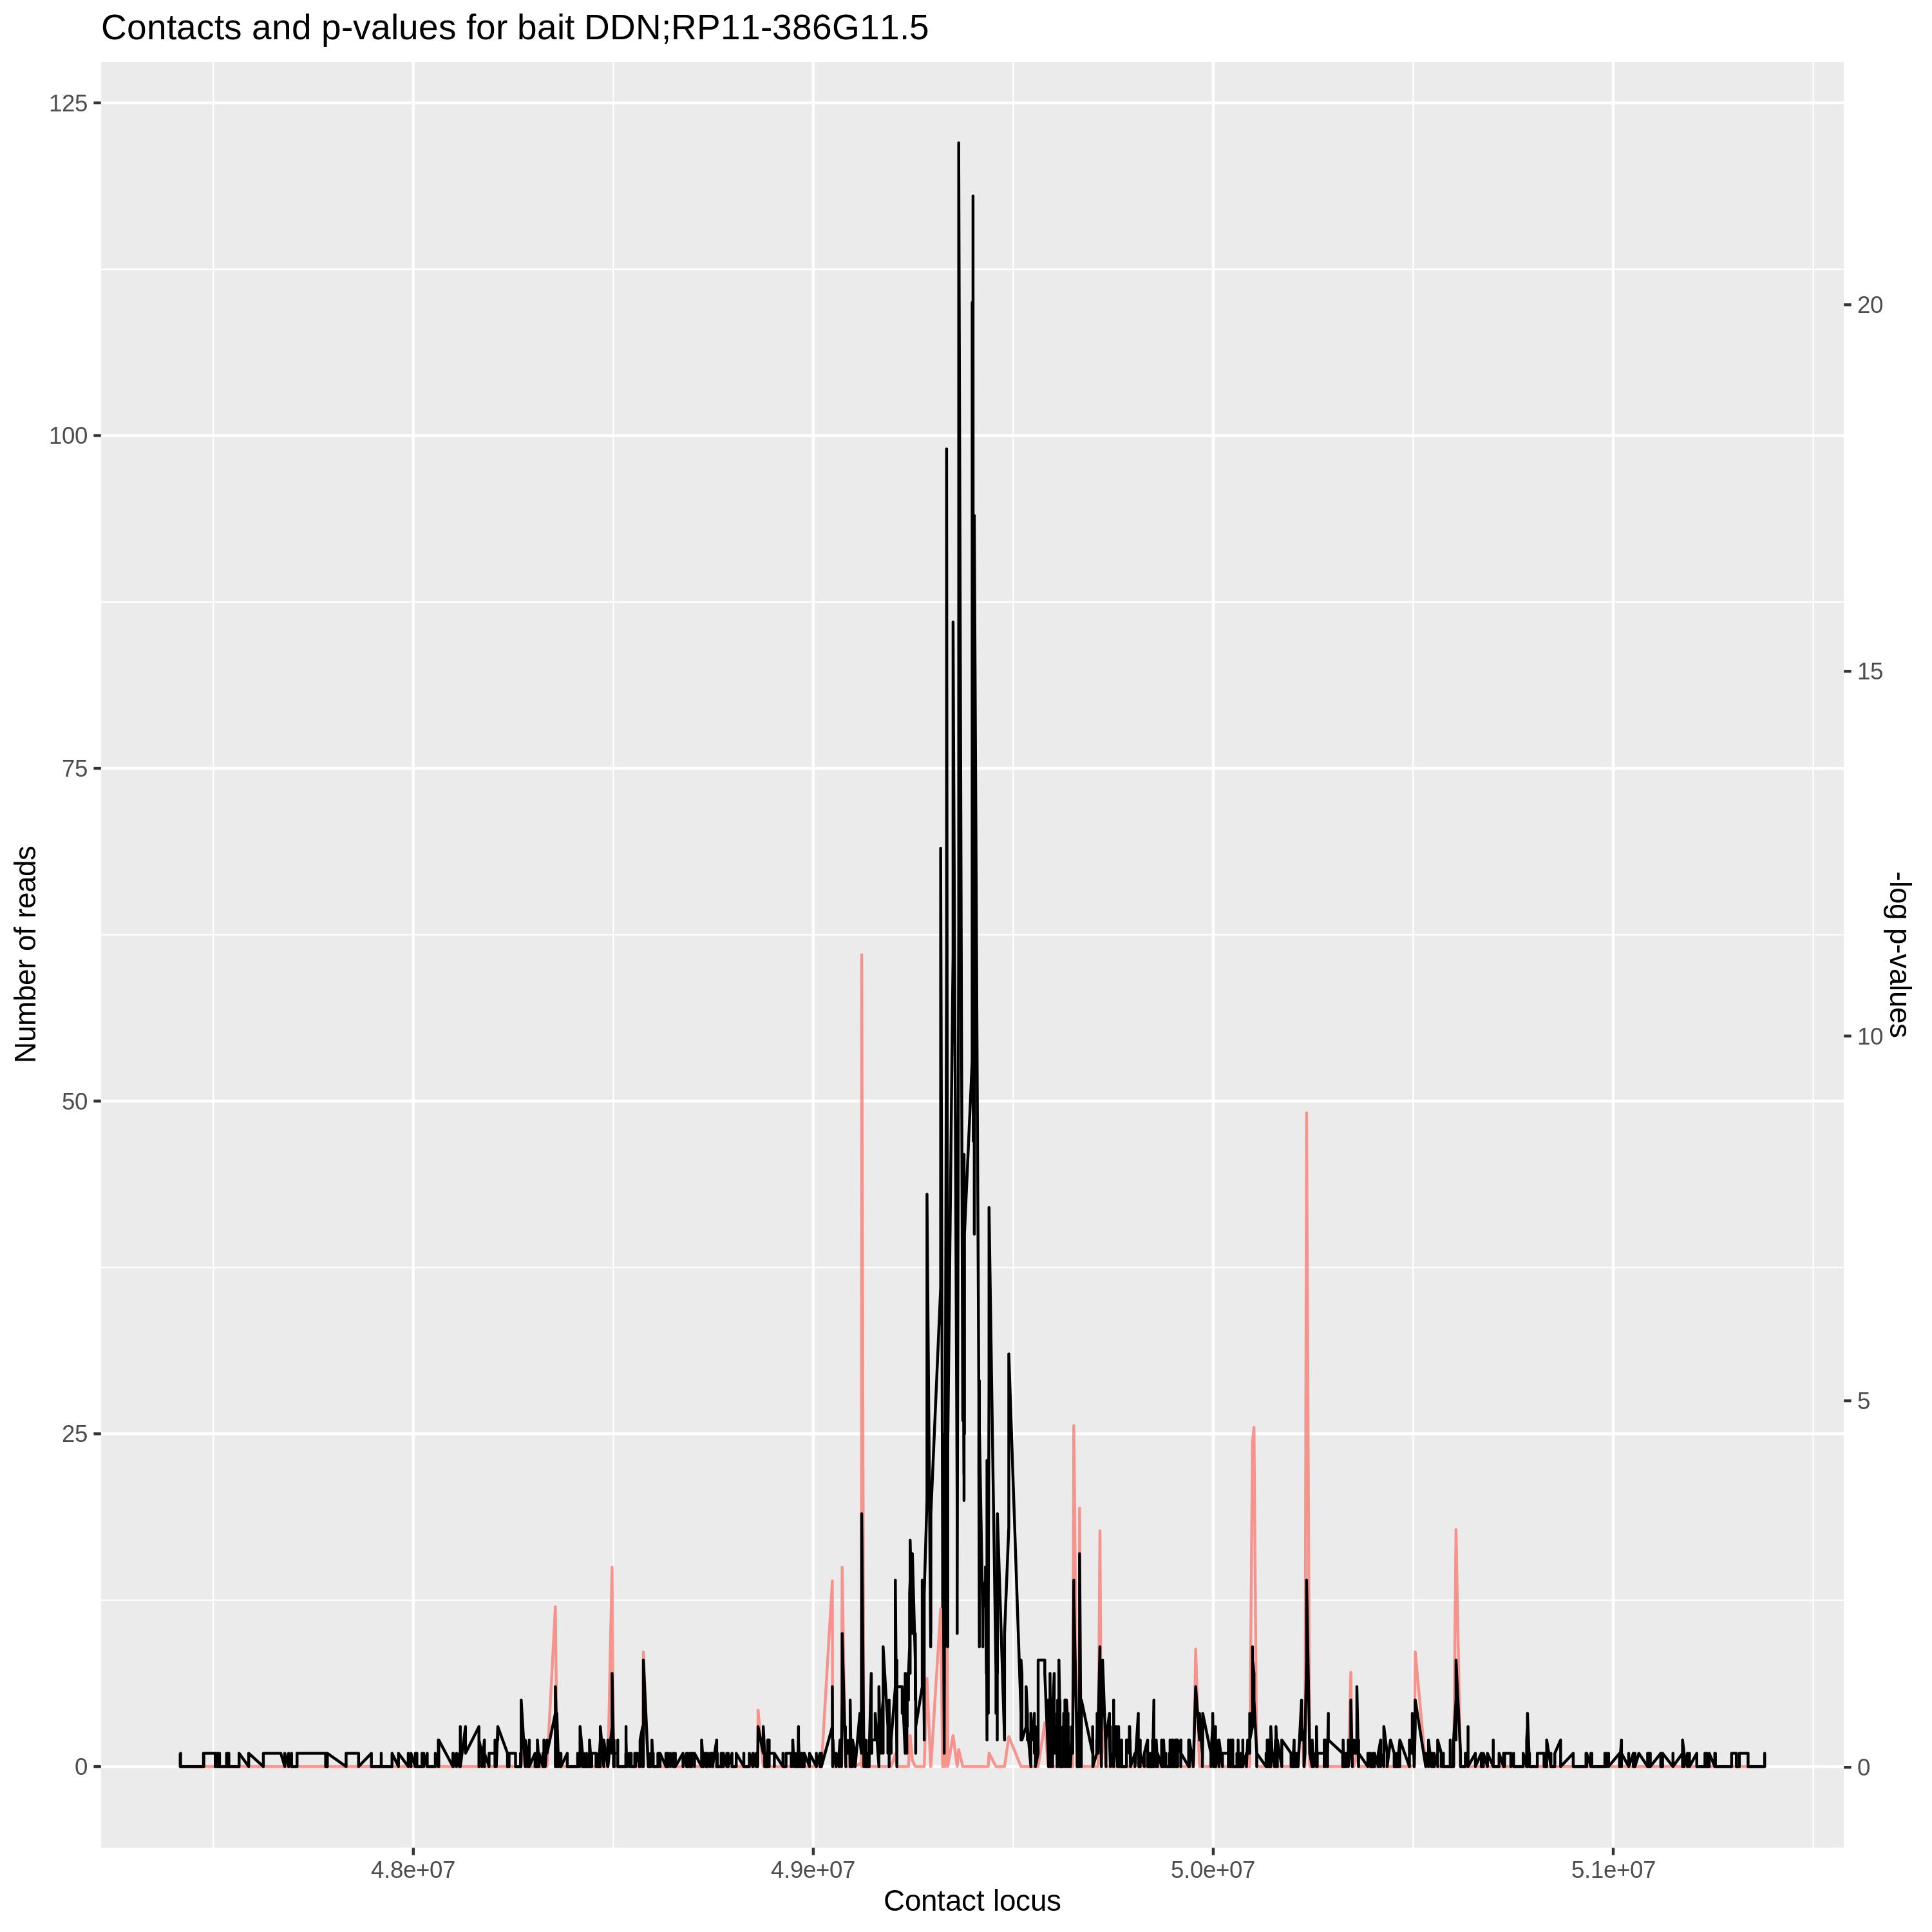 Contacts and p-values for bait DDN;RP11-386G11.5
125
100
75
50
25
0
Number of reads
20
15
10
5
0
-log p-values
4.8e+07
4.9e+07
5.0e+07
5.1e+07
Contact locus